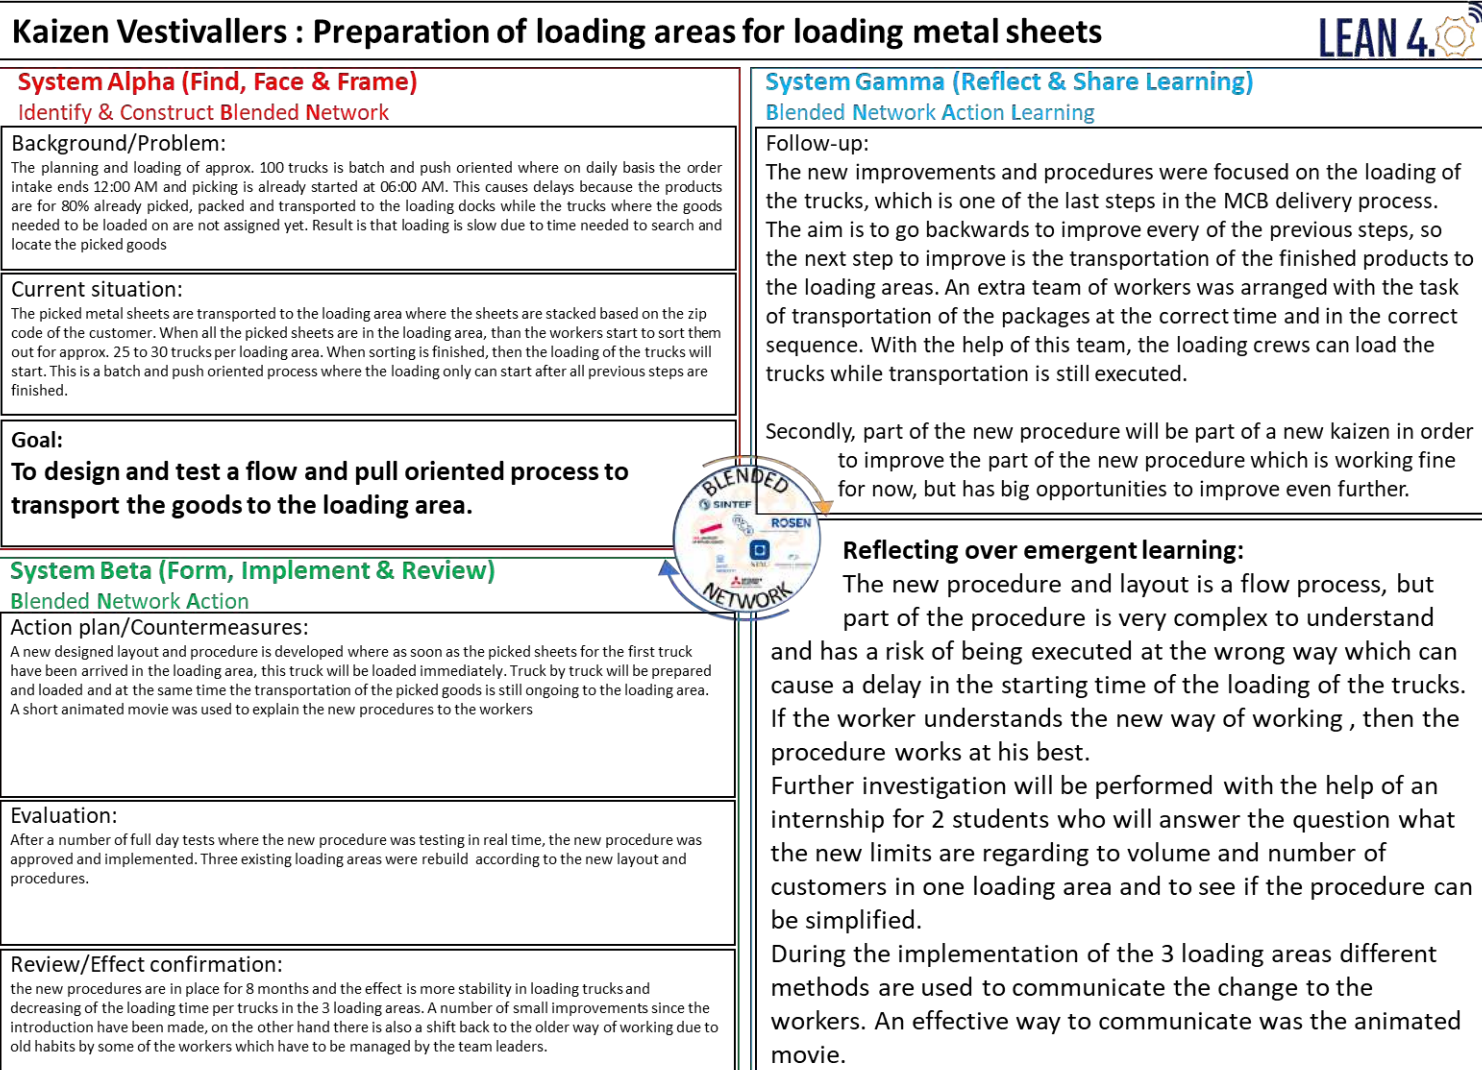 Kaizen Vestivallers : Preparation of loading areas for loading metal sheets
LEAN 4.
System Alpha (Find, Face & Frame)
Identify & Construct Blended Network
Background/Problem:
The planning and loading of approx. 100 trucks is batch and push oriented where on daily basis the order
intake ends 12:00 AM and picking is already started at 06:00 AM. This causes delays because the products
are for 80% already picked, packed and transported to the loading docks while the trucks where the goods
needed to be loaded on are not assigned yet. Result is that loading is slow due to time needed to search and
locate the picked goods
Current situation:
The picked metal sheets are transported to the loading area where the sheets are stacked based on the zip
code of the customer. When all the picked sheets are in the loading area, than the workers start to sort them
out for approx. 25 to 30 trucks per loading area. When sorting is finished, then the loading of the trucks will
start. This is a batch and push oriented process where the loading only can start after all previous steps are
finished.
Goal:
To design and test a flow and pull oriented process to
transport the goods to the loading area.
System Beta (Form, Implement & Review)
Blended Network Action
Action plan/Countermeasures:
A new designed layout and procedure is developed where as soon as the picked sheets for the first truck
have been arrived in the loading area, this truck will be loaded immediately. Truck by truck will be prepared
and loaded and at the same time the transportation of the picked goods is still ongoing to the loading area.
A short animated movie was used to explain the new procedures to the workers
Evaluation:
After a number of full day tests where the new procedure was testing in real time, the new procedure was
approved and implemented. Three existing loading areas were rebuild according to the new layout and
procedures.
Review/Effect confirmation:
the new procedures are in place for 8 months and the effect is more stability in loading trucks and
decreasing of the loading time per trucks in the 3 loading areas. A number of small improvements since the
introduction have been made, on the other hand there is also a shift back to the older way of working due to
old habits by some of the workers which have to be managed by the team leaders.
BLENDED
SINTEF
ROSEN
NETWORK
System Gamma (Reflect & Share Learning)
Blended Network Action Learning
Follow-up:
The new improvements and procedures were focused on the loading of
the trucks, which is one of the last steps in the MCB delivery process.
The aim is to go backwards to improve every of the previous steps, so
the next step to improve is the transportation of the finished products to
the loading areas. An extra team of workers was arranged with the task
of transportation of the packages at the correct time and in the correct
sequence. With the help of this team, the loading crews can load the
trucks while transportation is still executed.
Secondly, part of the new procedure will be part of a new kaizen in order
to improve the part of the new procedure which is working fine
for now, but has big opportunities to improve even further.
Reflecting over emergent learning:
The new procedure and layout is a flow process, but
part of the procedure is very complex to understand
and has a risk of being executed at the wrong way which can
cause a delay in the starting time of the loading of the trucks.
If the worker understands the new way of working , then the
procedure works at his best.
Further investigation will be performed with the help of an
internship for 2 students who will answer the question what
the new limits are regarding to volume and number of
customers in one loading area and to see if the procedure can
be simplified.
During the implementation of the 3 loading areas different
methods are used to communicate the change to the
workers. An effective way to communicate was the animated
movie.